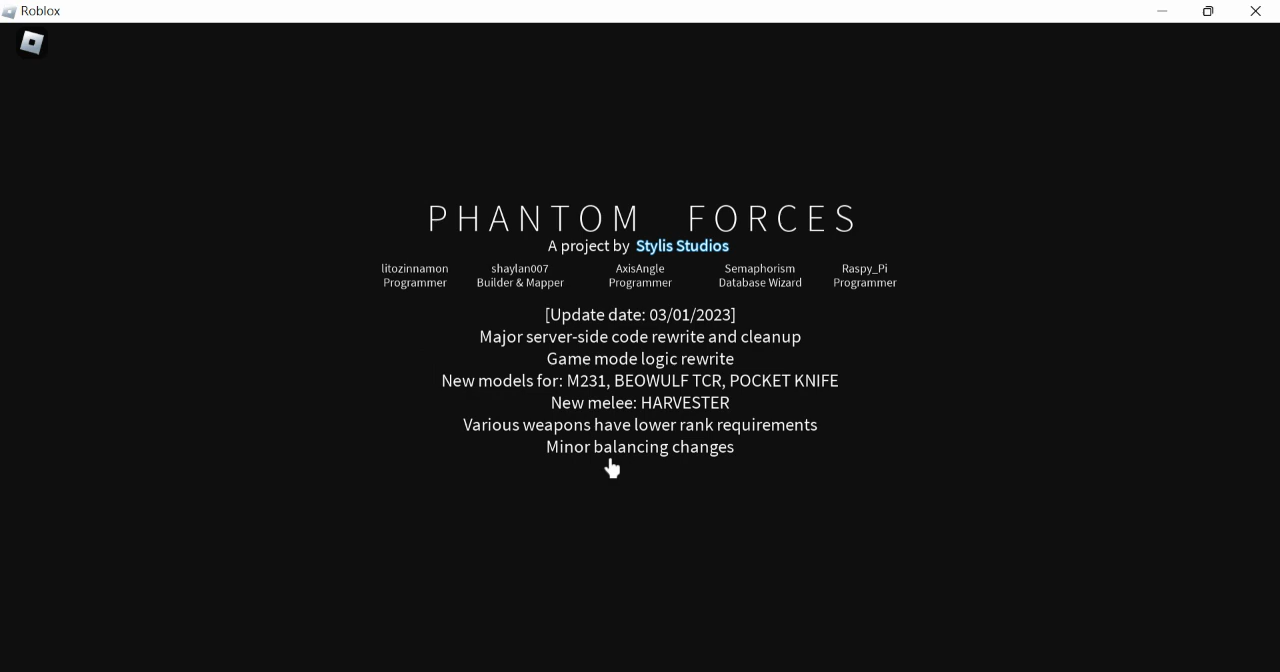 Roblox
PHANTOM FORCES
A project by Stylis Studios
litozinnamon shaylan007 AxisAngle Semaphorism Raspy_Pi
Programmer Builder & Mapper Programmer Database Wizard Programmer
[Update date: 03/01/2023]
Major server-side code rewrite and cleanup
Game mode logic rewrite
New models for: M231, BEOWULF TCR, POCKET KNIFE
New melee: HARVESTER
Various weapons have lower rank requirements
Minor balancing changes